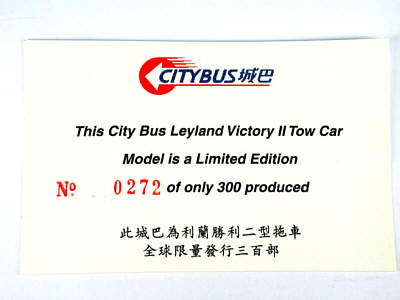 CITYBUS城巴
This City Bus Leyland Victory II Tow Car
Model is a Limited Edition
Nº 0272 of only 300 produced
此城巴為利蘭勝利二型拖車
全球限量發行三百部